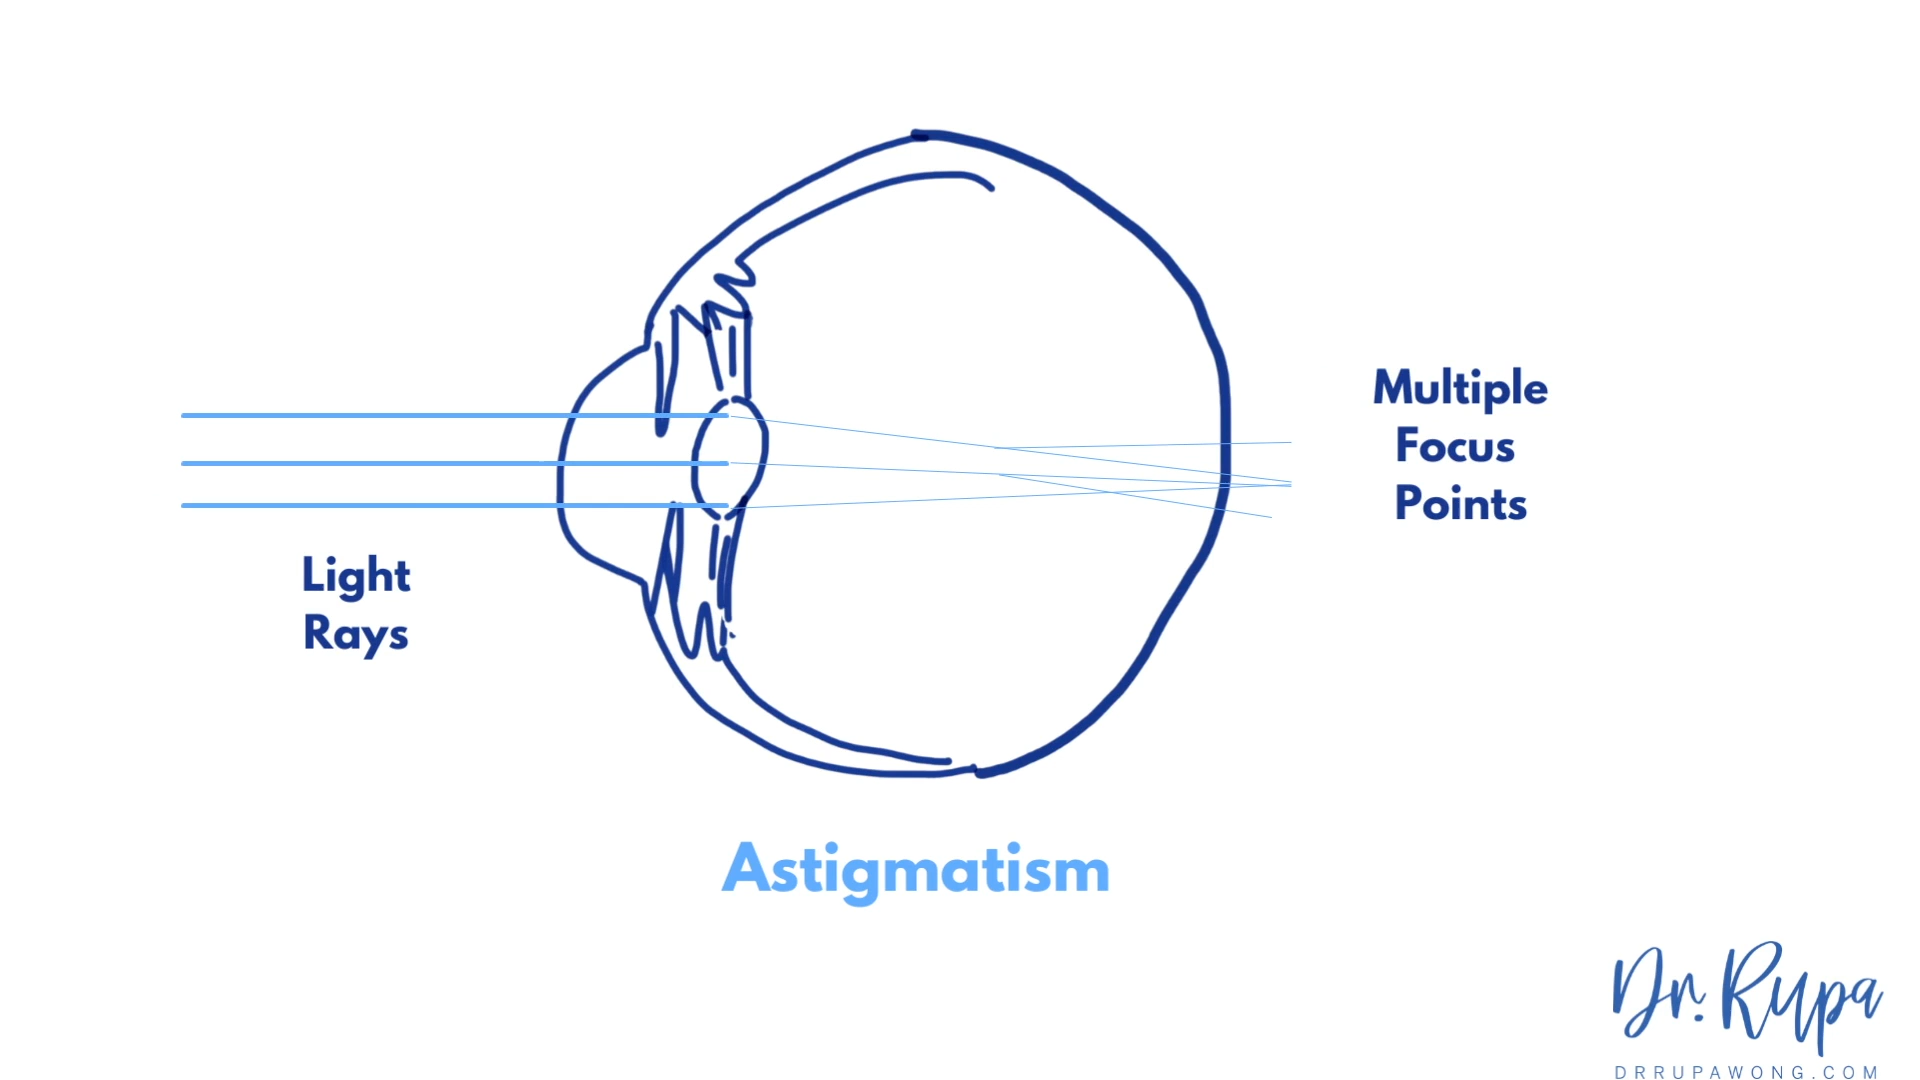 Multiple
Focus
Points
Light
Rays
Astigmatism
Dr. Rupa
DRRUPAWONG.COM